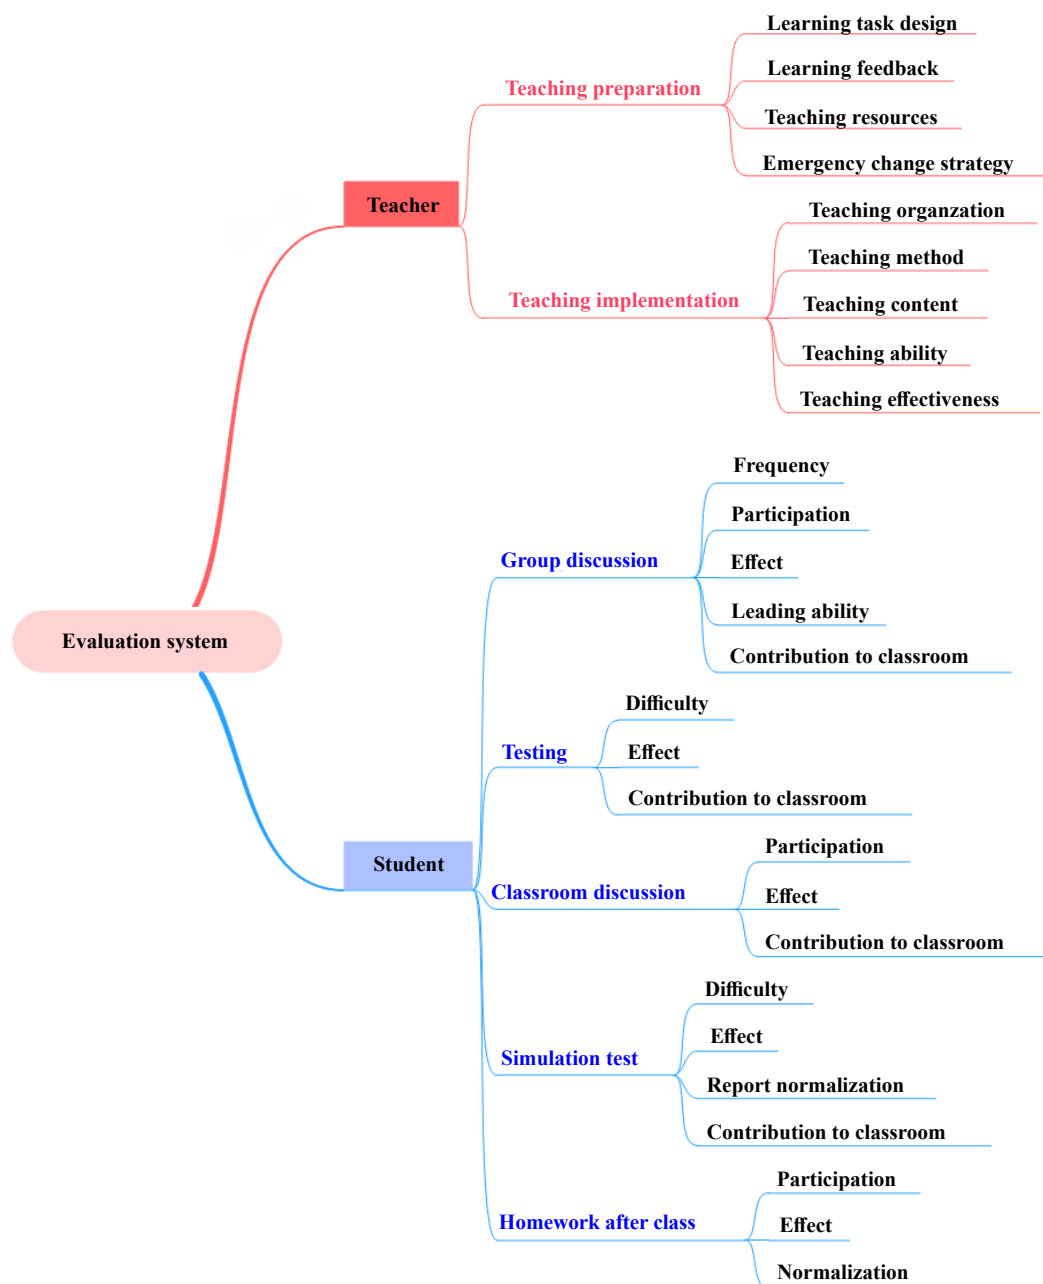 Evaluation system
Teacher
Teaching preparation
Learning task design
Learning feedback
Teaching resources
Emergency change strategy
Teaching implementation
Teaching organzation
Teaching method
Teaching content
Teaching ability
Teaching effectiveness
Student
Group discussion
Frequency
Participation
Effect
Leading ability
Contribution to classroom
Testing
Difficulty
Effect
Contribution to classroom
Classroom discussion
Participation
Effect
Contribution to classroom
Simulation test
Difficulty
Effect
Report normalization
Contribution to classroom
Homework after class
Participation
Effect
Normalization